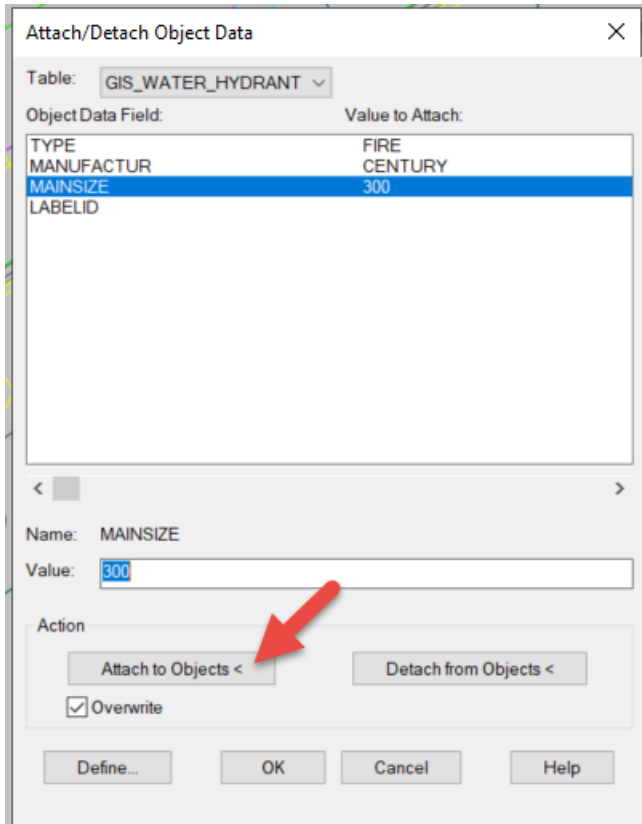 Attach/Detach Object Data
Table: GIS_WATER_HYDRANT
Object Data Field: Value to Attach:
TYPE FIRE
MANUFACTUR CENTURY
MAINSIZE 300
LABELID
Name: MAINSIZE
Value: 300
Action
Attach to Objects < Detach from Objects <
Overwrite
Define... OK Cancel Help